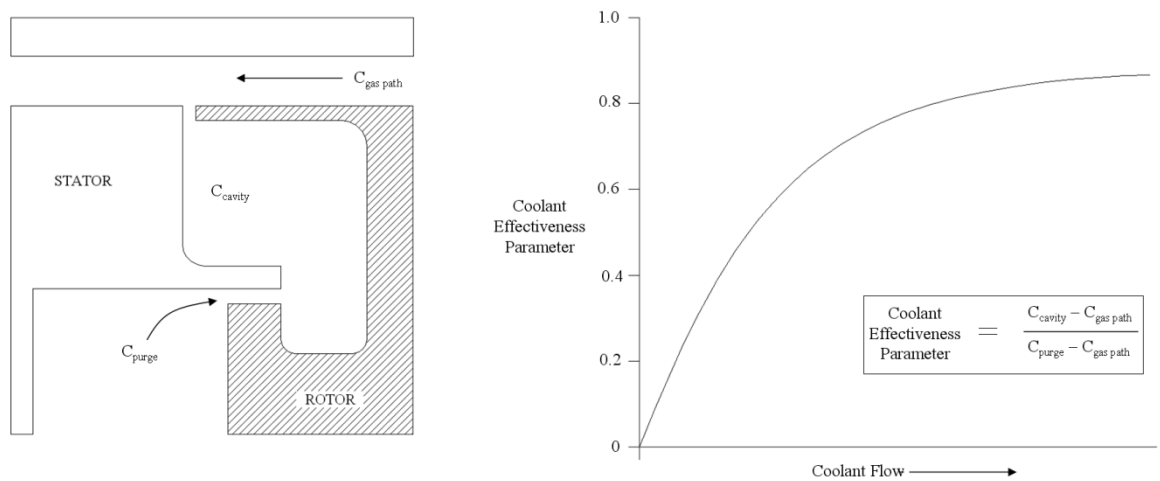 C_gas path
STATOR
C_cavity
C_purge
ROTOR
1.0
0.8
0.6
0.4
0.2
0
Coolant
Effectiveness
Parameter
Coolant
Effectiveness
Parameter
=
C_cavity – C_gas path
C_purge – C_gas path
Coolant Flow